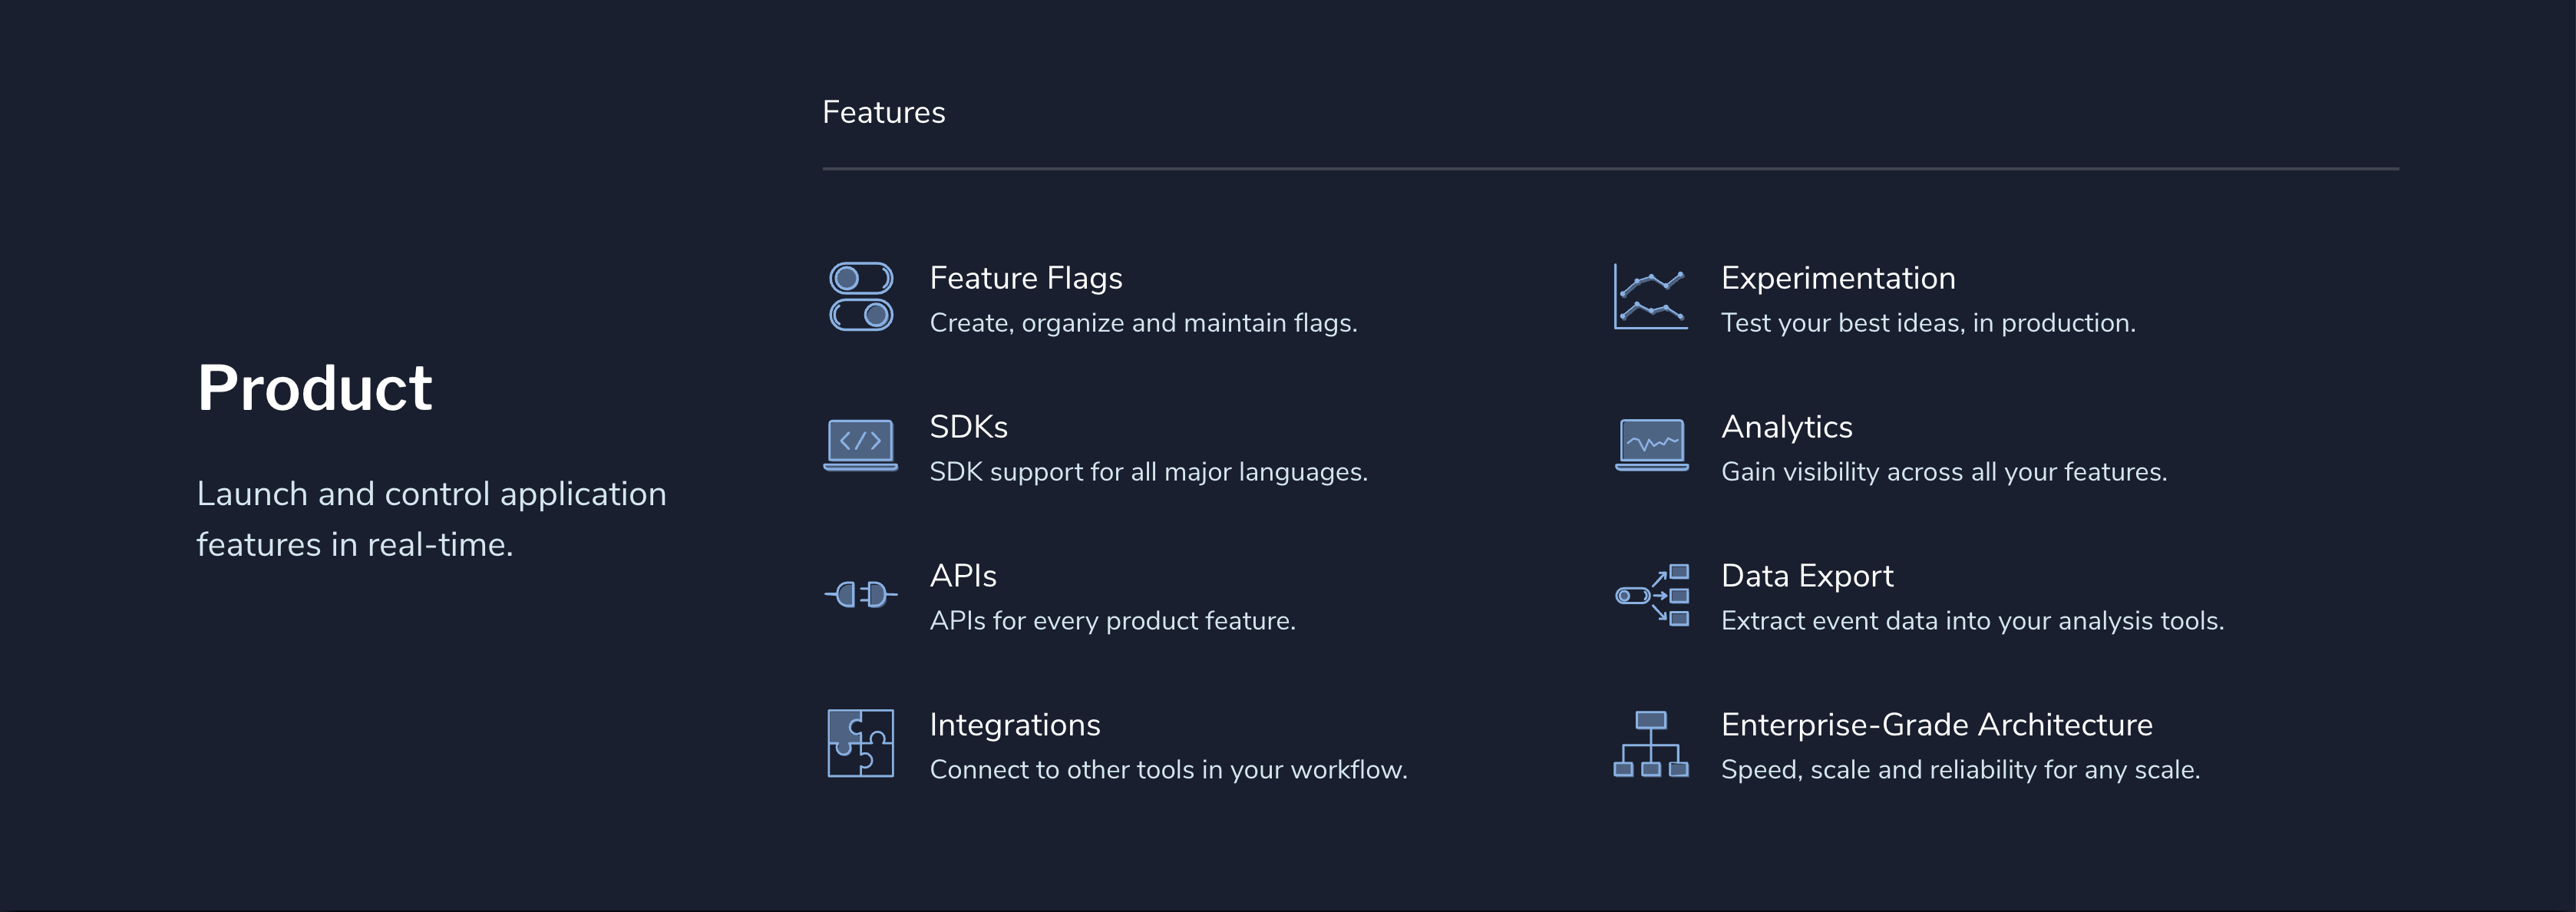 Product
Launch and control application
features in real-time.
Features
Feature Flags
Create, organize and maintain flags.
SDKs
SDK support for all major languages.
APIs
APIs for every product feature.
Integrations
Connect to other tools in your workflow.
Experimentation
Test your best ideas, in production.
Analytics
Gain visibility across all your features.
Data Export
Extract event data into your analysis tools.
Enterprise-Grade Architecture
Speed, scale and reliability for any scale.